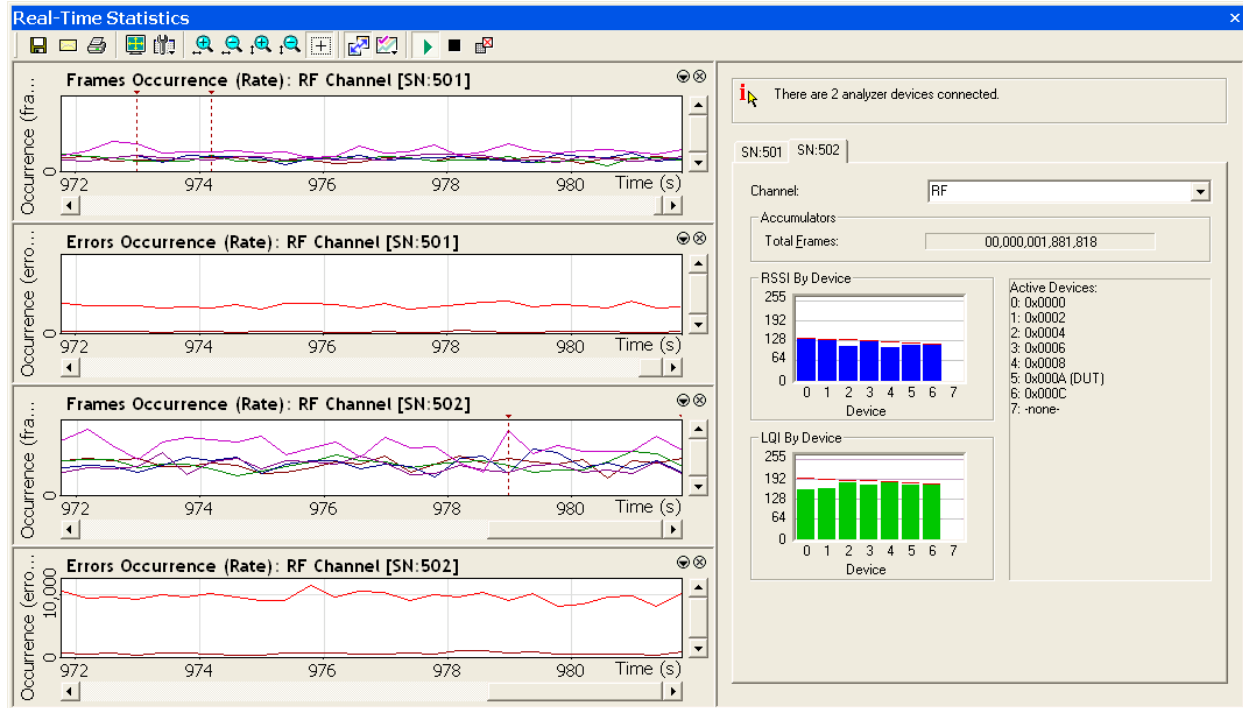 Real-Time Statistics
Frames Occurrence (Rate): RF Channel [SN:501]
Occurrence (fra...
0
972 974 976 978 980 Time (s)
Errors Occurrence (Rate): RF Channel [SN:501]
Occurrence (erro...
0
972 974 976 978 980 Time (s)
Frames Occurrence (Rate): RF Channel [SN:502]
Occurrence (fra...
0
972 974 976 978 980 Time (s)
Errors Occurrence (Rate): RF Channel [SN:502]
Occurrence (erro...
10,000
0
972 974 976 978 980 Time (s)
There are 2 analyzer devices connected.
SN:501 SN:502
Channel: RF
Accumulators
Total Frames: 00,000,001,881,818
RSSI By Device
255
192
128
64
0
0 1 2 3 4 5 6 7
Device
LQI By Device
255
192
128
64
0
0 1 2 3 4 5 6 7
Device
Active Devices:
0: 0x0000
1: 0x0002
2: 0x0004
3: 0x0006
4: 0x0008
5: 0x000A (DUT)
6: 0x000C
7: -none-